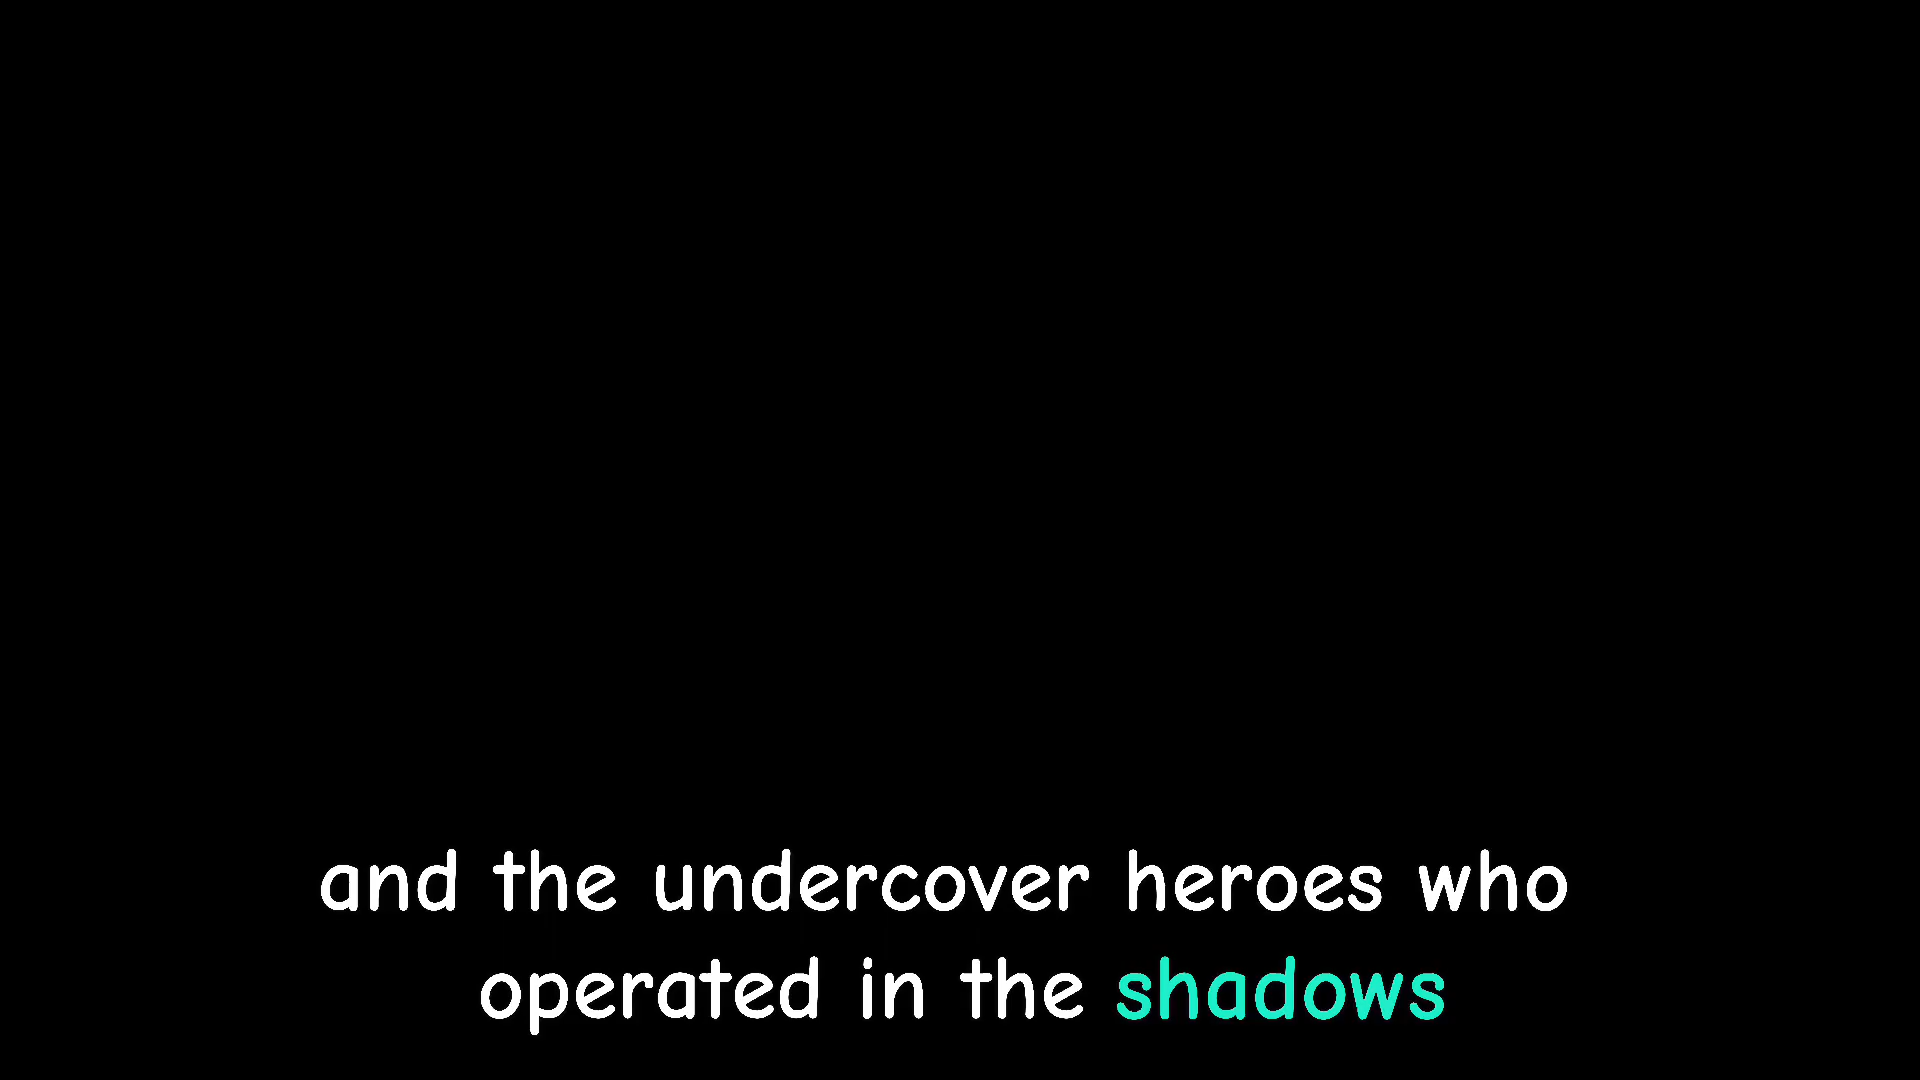 and the undercover heroes who
operated in the shadows